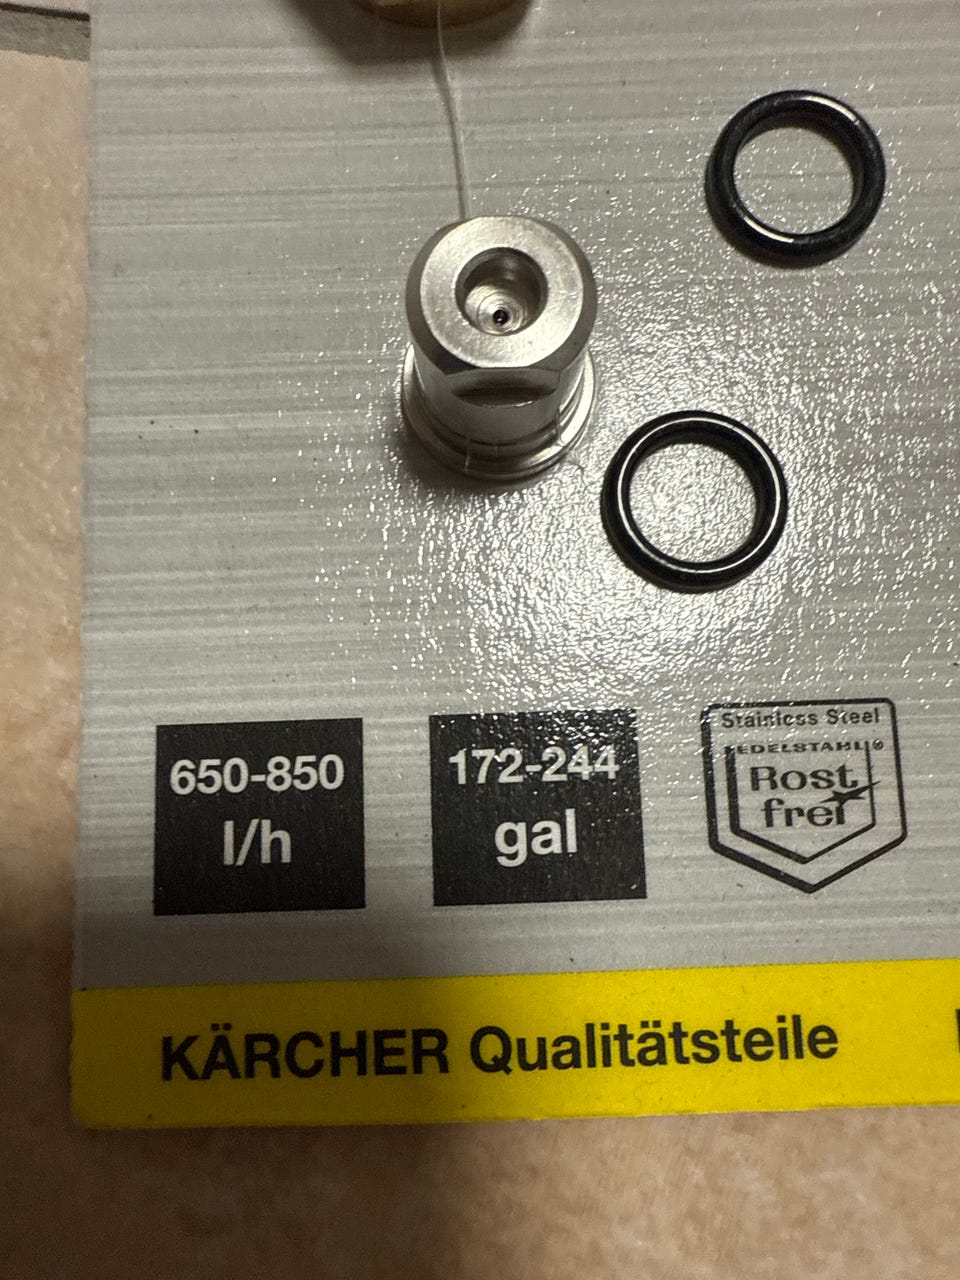 650-850
l/h
172-244
gal
Stainless Steel
EDELSTAHL®
Rost
frei
KÄRCHER Qualitätsteile